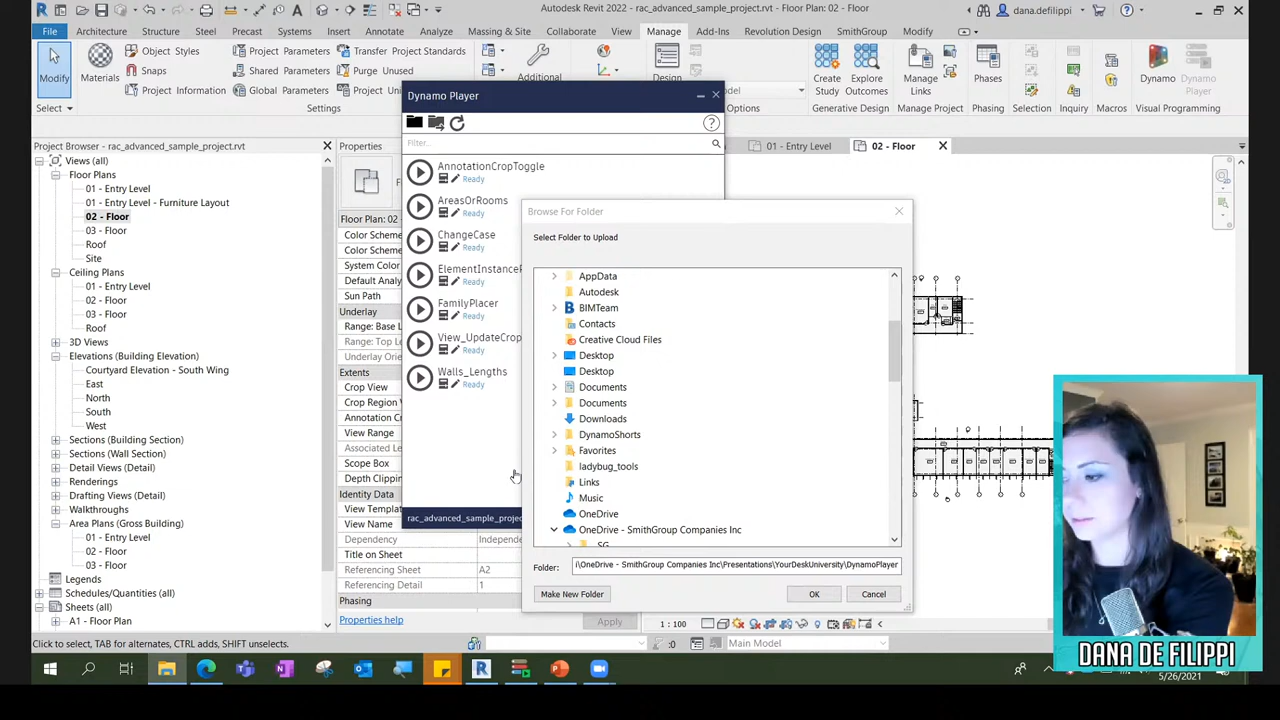 Autodesk Revit 2022 - rac_advanced_sample_project.rvt - Floor Plan: 02 - Floor
dana.defilippi
File Architecture Structure Steel Precast Systems Insert Annotate Analyze Massing & Site Collaborate View Manage Add-Ins Revolution Design SmithGroup Modify
Modify
Materials
Object Styles
Snaps
Project Information
Project Parameters
Shared Parameters
Global Parameters
Transfer Project Standards
Purge Unused
Project Uni
Additional
Design
Create
Study
Explore
Outcomes
Manage
Links
Phases
Dynamo
Dynamo
Player
Select
Settings
Options
Generative Design Manage Project Phasing Selection Inquiry Macros Visual Programming
Project Browser - rac_advanced_sample_project.rvt
Views (all)
Floor Plans
01 - Entry Level
01 - Entry Level - Furniture Layout
02 - Floor
03 - Floor
Roof
Site
Ceiling Plans
01 - Entry Level
02 - Floor
03 - Floor
Roof
3D Views
Elevations (Building Elevation)
Courtyard Elevation - South Wing
East
North
South
West
Sections (Building Section)
Sections (Wall Section)
Detail Views (Detail)
Renderings
Drafting Views (Detail)
Walkthroughs
Area Plans (Gross Building)
01 - Entry Level
02 - Floor
03 - Floor
Legends
Schedules/Quantities (all)
Sheets (all)
A1 - Floor Plan
Properties
Floor Plan: 02
Color Scheme
Color Scheme
System Color
Default Analy
Sun Path
Underlay
Range: Base L
Range: Top L
Underlay Orien
Extents
Crop View
Crop Region
Annotation C
View Range
Associated Le
Scope Box
Depth Clippin
Identity Data
View Templat
View Name
Dependency Independe
Title on Sheet
Referencing Sheet A2
Referencing Detail 1
Phasing
Properties help
Apply
Dynamo Player
Filter...
AnnotationCropToggle
Ready
AreasOrRooms
Ready
ChangeCase
Ready
ElementInstanceP
Ready
FamilyPlacer
Ready
View_UpdateCrop
Ready
Walls_Lengths
Ready
rac_advanced_sample_projec
01 - Entry Level
02 - Floor
Browse For Folder
Select Folder to Upload
AppData
Autodesk
BIMTeam
Contacts
Creative Cloud Files
Desktop
Desktop
Documents
Documents
Downloads
DynamoShorts
Favorites
ladybug_tools
Links
Music
OneDrive
OneDrive - SmithGroup Companies Inc
SG
Folder: i\OneDrive - SmithGroup Companies Inc\Presentations\YourDeskUniversity\DynamoPlayer
Make New Folder
OK
Cancel
Click to select, TAB for alternates, CTRL adds, SHIFT unselects.
1 : 100
:0
Main Model
5/26/2021
DANA DE FILIPPI